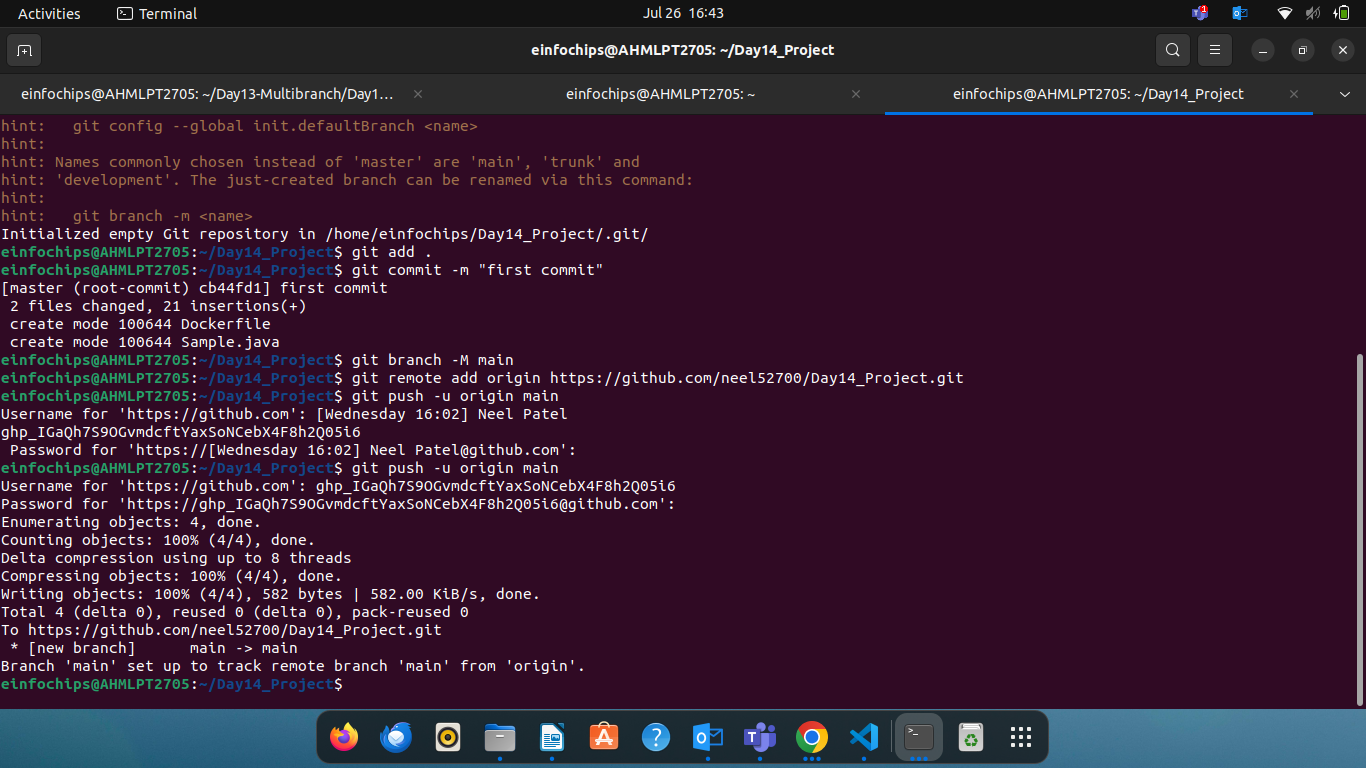 Activities
Terminal
Jul 26 16:43
1
einfochips@AHMLPT2705: ~/Day14_Project
einfochips@AHMLPT2705: ~/Day13-Multibranch/Day1...
einfochips@AHMLPT2705: ~
einfochips@AHMLPT2705: ~/Day14_Project
hint:   git config --global init.defaultBranch <name>
hint:
hint: Names commonly chosen instead of 'master' are 'main', 'trunk' and
hint: 'development'. The just-created branch can be renamed via this command:
hint:
hint:   git branch -m <name>
Initialized empty Git repository in /home/einfochips/Day14_Project/.git/
einfochips@AHMLPT2705:~/Day14_Project$ git add .
einfochips@AHMLPT2705:~/Day14_Project$ git commit -m "first commit"
[master (root-commit) cb44fd1] first commit
 2 files changed, 21 insertions(+)
 create mode 100644 Dockerfile
 create mode 100644 Sample.java
einfochips@AHMLPT2705:~/Day14_Project$ git branch -M main
einfochips@AHMLPT2705:~/Day14_Project$ git remote add origin https://github.com/neel52700/Day14_Project.git
einfochips@AHMLPT2705:~/Day14_Project$ git push -u origin main
Username for 'https://github.com': [Wednesday 16:02] Neel Patel
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
 Password for 'https://[Wednesday 16:02] Neel Patel@github.com':
einfochips@AHMLPT2705:~/Day14_Project$ git push -u origin main
Username for 'https://github.com': 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
Password for 'https://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@github.com':
Enumerating objects: 4, done.
Counting objects: 100% (4/4), done.
Delta compression using up to 8 threads
Compressing objects: 100% (4/4), done.
Writing objects: 100% (4/4), 582 bytes | 582.00 KiB/s, done.
Total 4 (delta 0), reused 0 (delta 0), pack-reused 0
To https://github.com/neel52700/Day14_Project.git
 * [new branch]      main -> main
Branch 'main' set up to track remote branch 'main' from 'origin'.
einfochips@AHMLPT2705:~/Day14_Project$